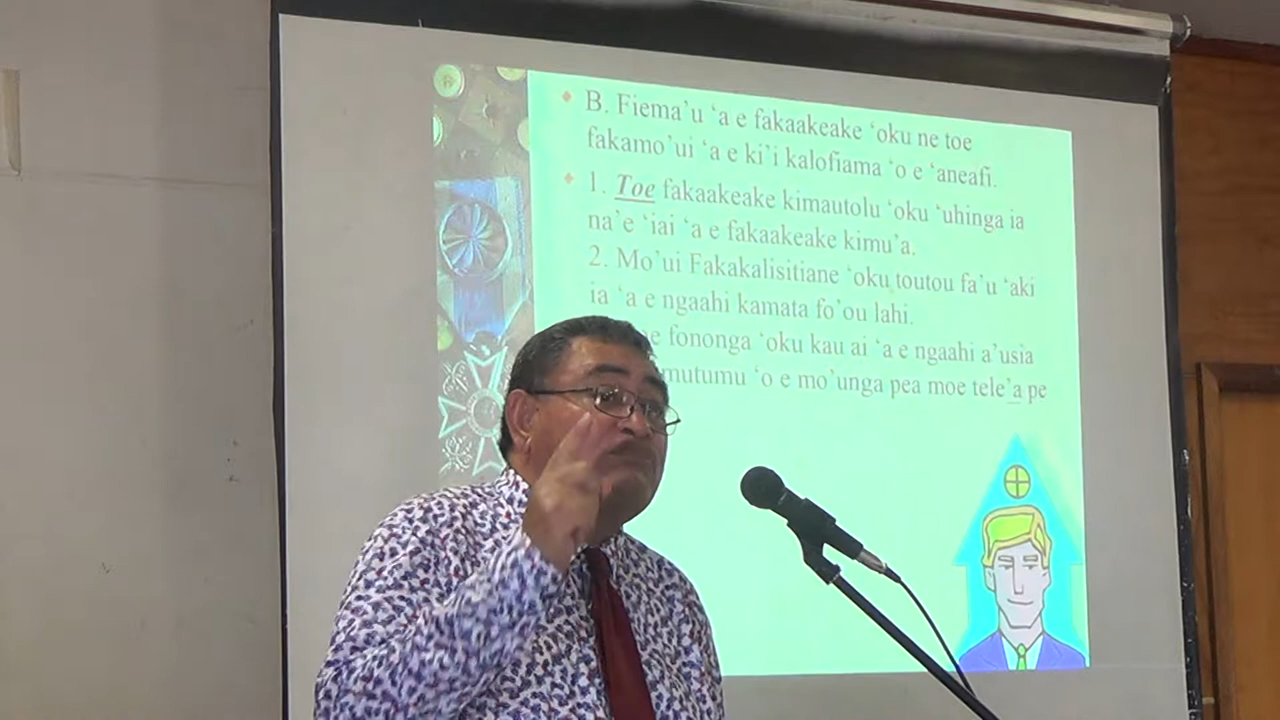 B. Fiema’u ‘a e fakaakeake ‘oku ne toe
fakamo’ui ‘a e ki’i kalofiama ‘o e ‘aneafi.
1. Toe fakaakeake kimautolu ‘oku ‘uhinga ia
na’e ‘iai ‘a e fakaakeake kimu’a.
2. Mo’ui Fakakalisitiane ‘oku toutou fa’u ‘aki
ia ‘a e ngaahi kamata fo’ou lahi.
fononga ‘oku kau ai ‘a e ngaahi a’usia
‘o e mo’unga pea moe tele’a pe